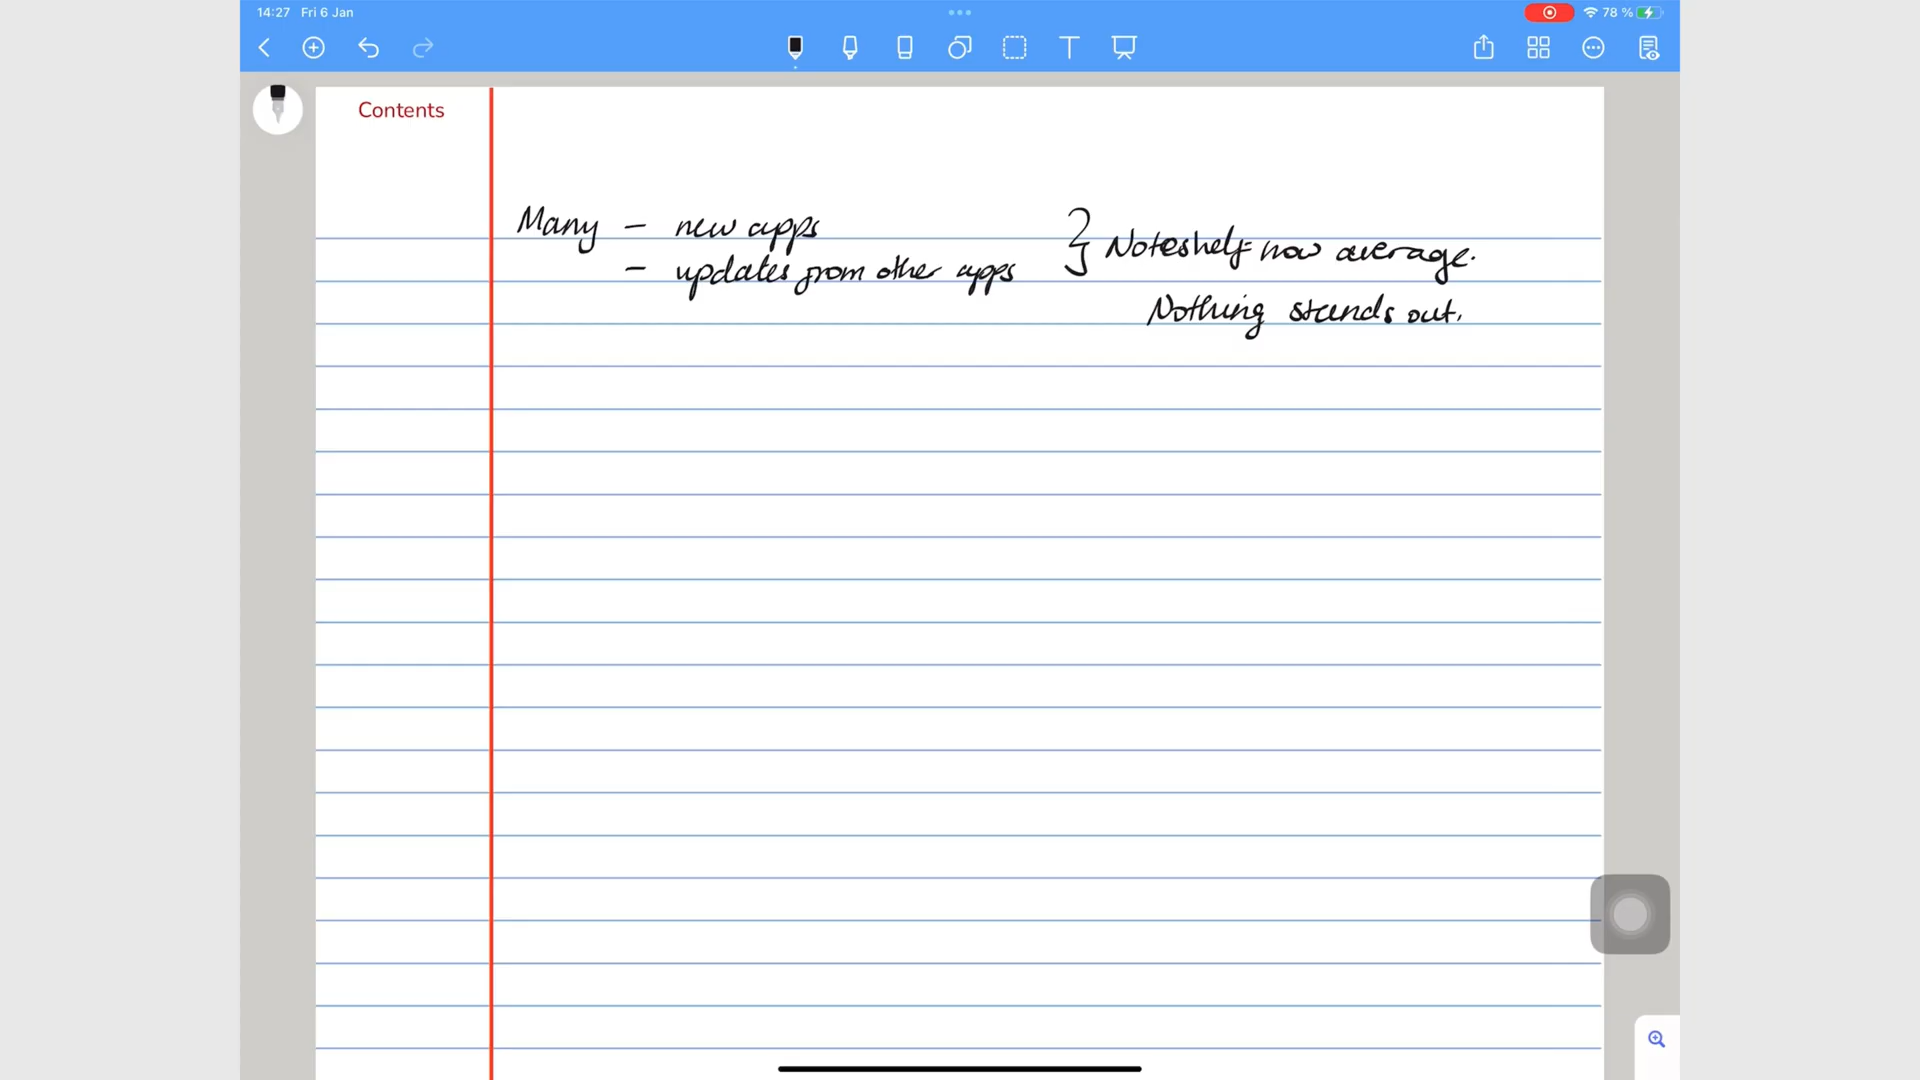 14:27 Fri 6 Jan
78 %
Contents
Many – new apps
– updates from other apps
} Noteshelf now average.
Nothing stands out.